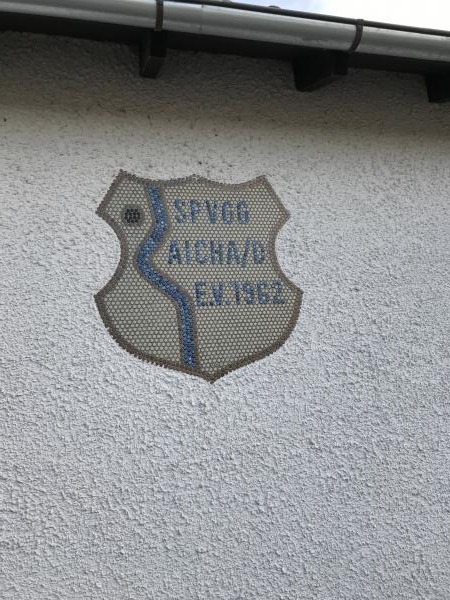 SPVGG
AICHA/D
E.V. 1962